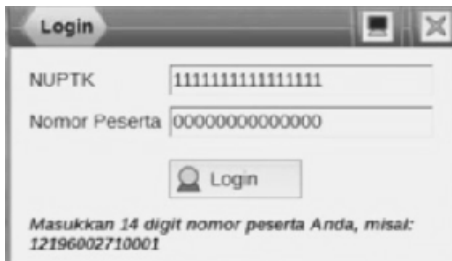 Login
NUPTK 1111111111111111
Nomor Peserta 00000000000000
Login
Masukkan 14 digit nomor peserta Anda, misal:
12196002710001